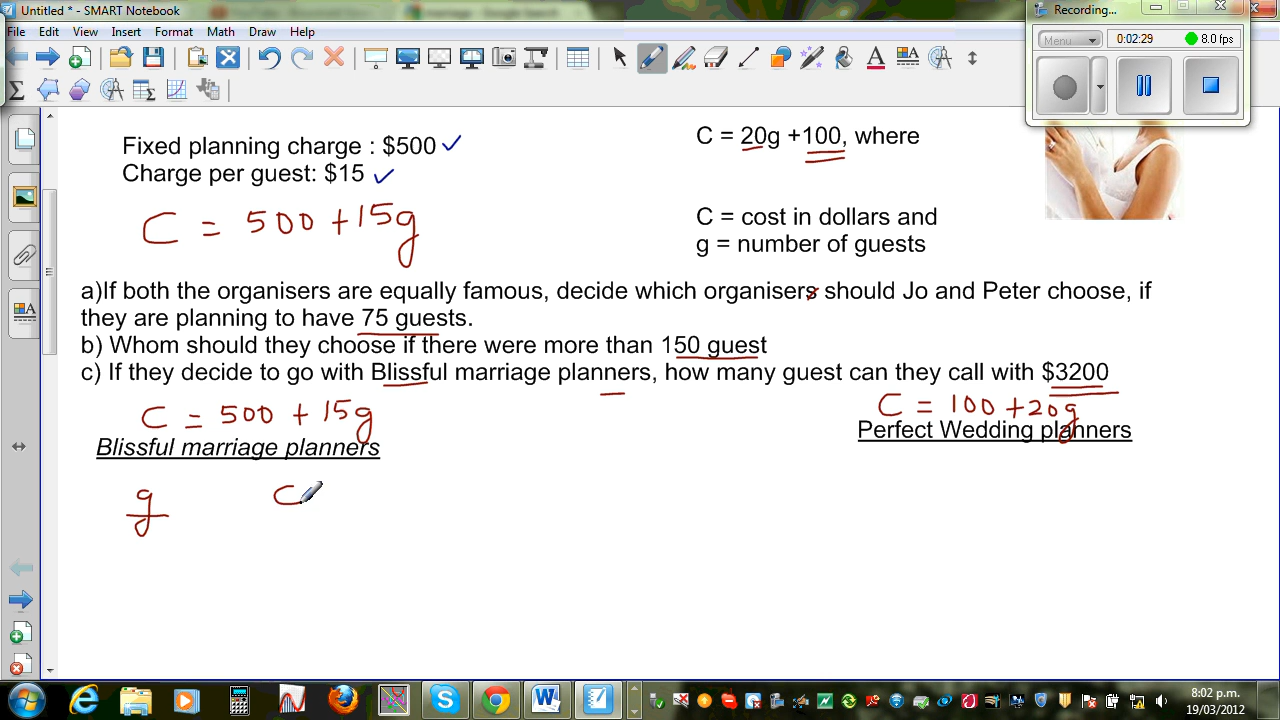 Untitled * - SMART Notebook
File Edit View Insert Format Math Draw Help
Recording...
Menu 0:02:29 8.0 fps
Fixed planning charge : $500
Charge per guest: $15
C = 500 + 15g
C = 20g +100, where
C = cost in dollars and
g = number of guests
a)If both the organisers are equally famous, decide which organisers should Jo and Peter choose, if
they are planning to have 75 guests.
b) Whom should they choose if there were more than 150 guest
c) If they decide to go with Blissful marriage planners, how many guest can they call with $3200
C = 500 + 15g
C = 100 + 20g
Blissful marriage planners
Perfect Wedding planners
g C
8:02 p.m.
19/03/2012